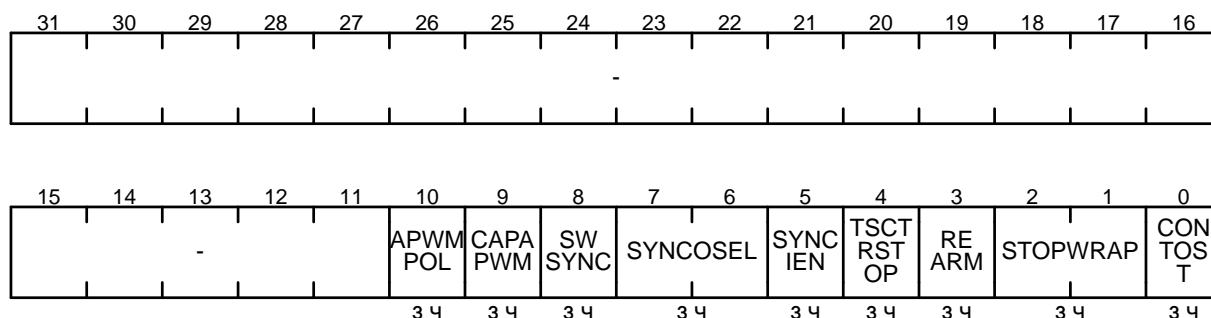 31 30 29 28 27 26 25 24 23 22 21 20 19 18 17 16
-
15 14 13 12 11 10 9 8 7 6 5 4 3 2 1 0
- APWM POL CAPA PWM SW SYNC SYNCOSEL SYNC IEN TSCT RST OP RE ARM STOPWRAP CON TOS T
з ч з ч з ч з ч з ч з ч з ч з ч з ч